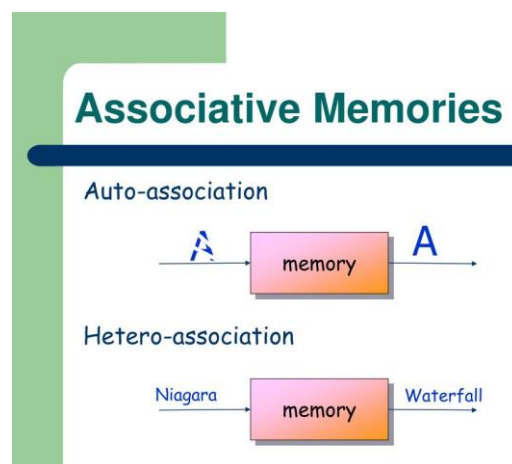 Associative Memories
Auto-association
A memory A
Hetero-association
Niagara memory Waterfall